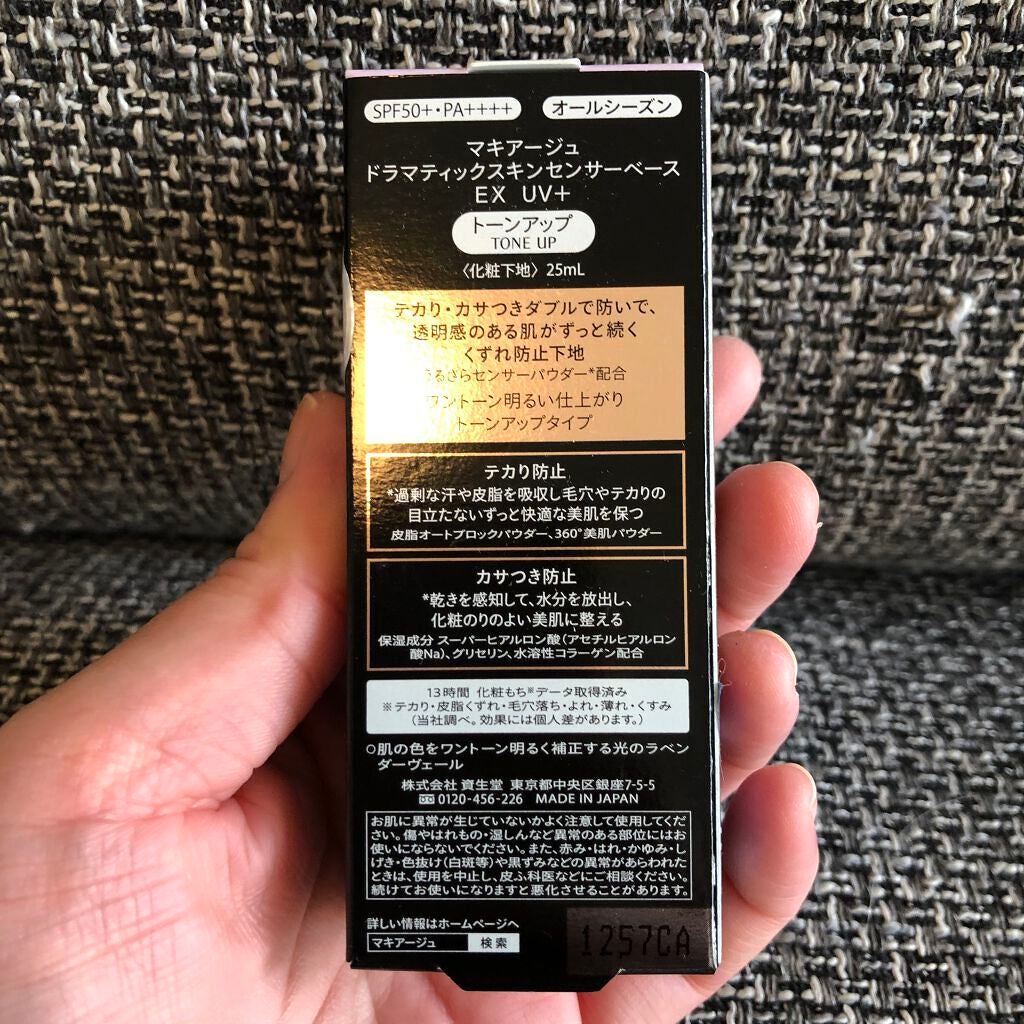 SPF50+・PA++++ オールシーズン
マキアージュ
ドラマティックスキンセンサーベース
EX UV+
トーンアップ
TONE UP
〈化粧下地〉25mL
テカり・カサつきダブルで防いで、
透明感のある肌がずっと続く
くずれ防止下地
るさらセンサーパウダー*配合
ワントーン明るい仕上がり
トーンアップタイプ
テカり防止
*過剰な汗や皮脂を吸収し毛穴やテカりの
目立たないずっと快適な美肌を保つ
皮脂オートブロックパウダー、360°美肌パウダー
カサつき防止
*乾きを感知して、水分を放出し、
化粧のりのよい美肌に整える
保湿成分 スーパーヒアルロン酸(アセチルヒアルロン
酸Na)、グリセリン、水溶性コラーゲン配合
13時間 化粧もち※データ取得済み
※テカり・皮脂くずれ・毛穴落ち・よれ・薄れ・くすみ
(当社調べ。効果には個人差があります。)
○肌の色をワントーン明るく補正する光のラベン
ダーヴェール
株式会社 資生堂 東京都中央区銀座7-5-5
0120-456-226 MADE IN JAPAN
お肌に異常が生じていないかよく注意して使用してくだ
さい。傷やはれもの・湿しんなど異常のある部位にはお
使いにならないでください。また、赤み・はれ・かゆみ・し
げき・色抜け(白斑等)や黒ずみなどの異常があらわれた
ときは、使用を中止し、皮ふ科医などにご相談ください。
続けてお使いになりますと悪化させることがあります。
詳しい情報はホームページへ
マキアージュ 検索
1257CA